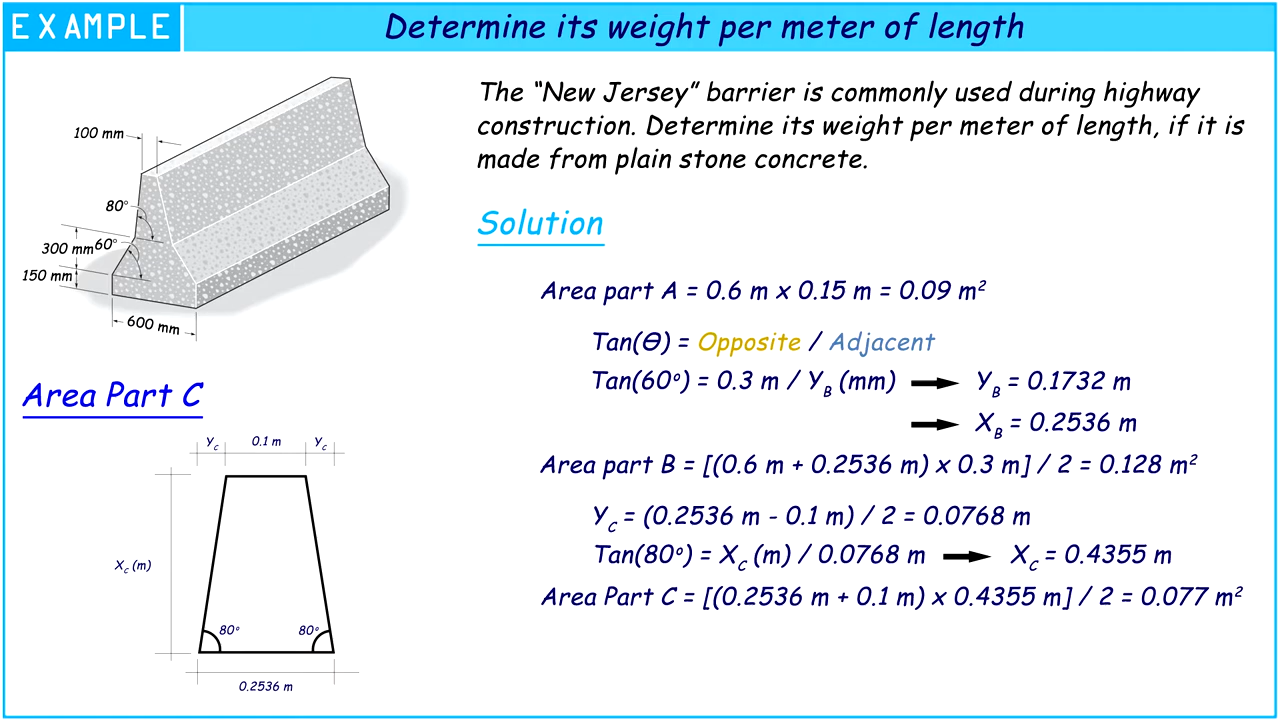 EXAMPLE
Determine its weight per meter of length
The “New Jersey” barrier is commonly used during highway
construction. Determine its weight per meter of length, if it is
made from plain stone concrete.
100 mm
80°
300 mm
60°
150 mm
600 mm
Solution
Area part A = 0.6 m x 0.15 m = 0.09 m²
Tan(Ɵ) = Opposite / Adjacent
Tan(60°) = 0.3 m / Y_B (mm) → Y_B = 0.1732 m
→ X_B = 0.2536 m
Area part B = [(0.6 m + 0.2536 m) x 0.3 m] / 2 = 0.128 m²
Y_C = (0.2536 m - 0.1 m) / 2 = 0.0768 m
Tan(80°) = X_C (m) / 0.0768 m → X_C = 0.4355 m
Area Part C = [(0.2536 m + 0.1 m) x 0.4355 m] / 2 = 0.077 m²
Area Part C
Y_C 0.1 m Y_C
X_C (m)
80° 80°
0.2536 m